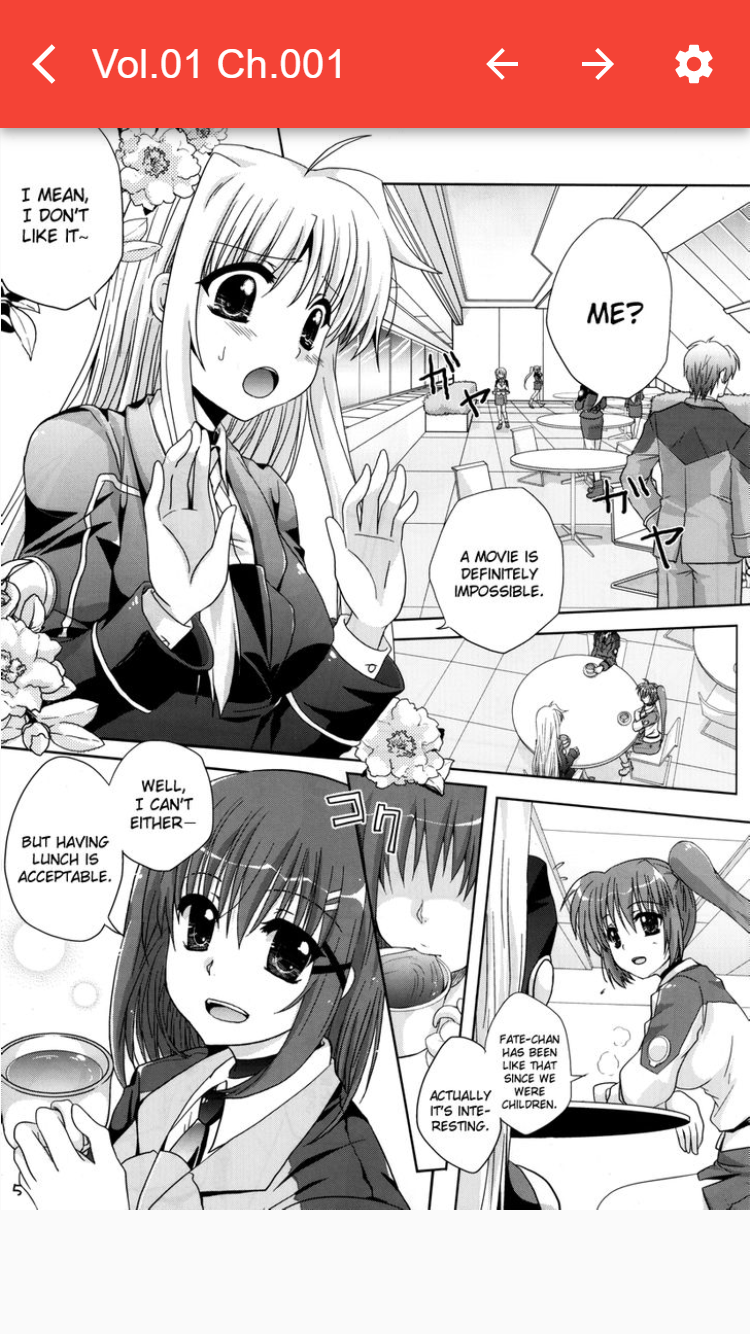 Vol.01 Ch.001
ME?
ガ
ヤ
ガ
ヤ
A MOVIE IS
DEFINITELY
IMPOSSIBLE.
I MEAN,
I DON'T
LIKE IT~
FATE-CHAN
HAS BEEN
LIKE THAT
SINCE WE
WERE
CHILDREN.
ACTUALLY
IT'S INTE-
RESTING.
コク
WELL,
I CAN'T
EITHER—
BUT HAVING
LUNCH IS
ACCEPTABLE.
5